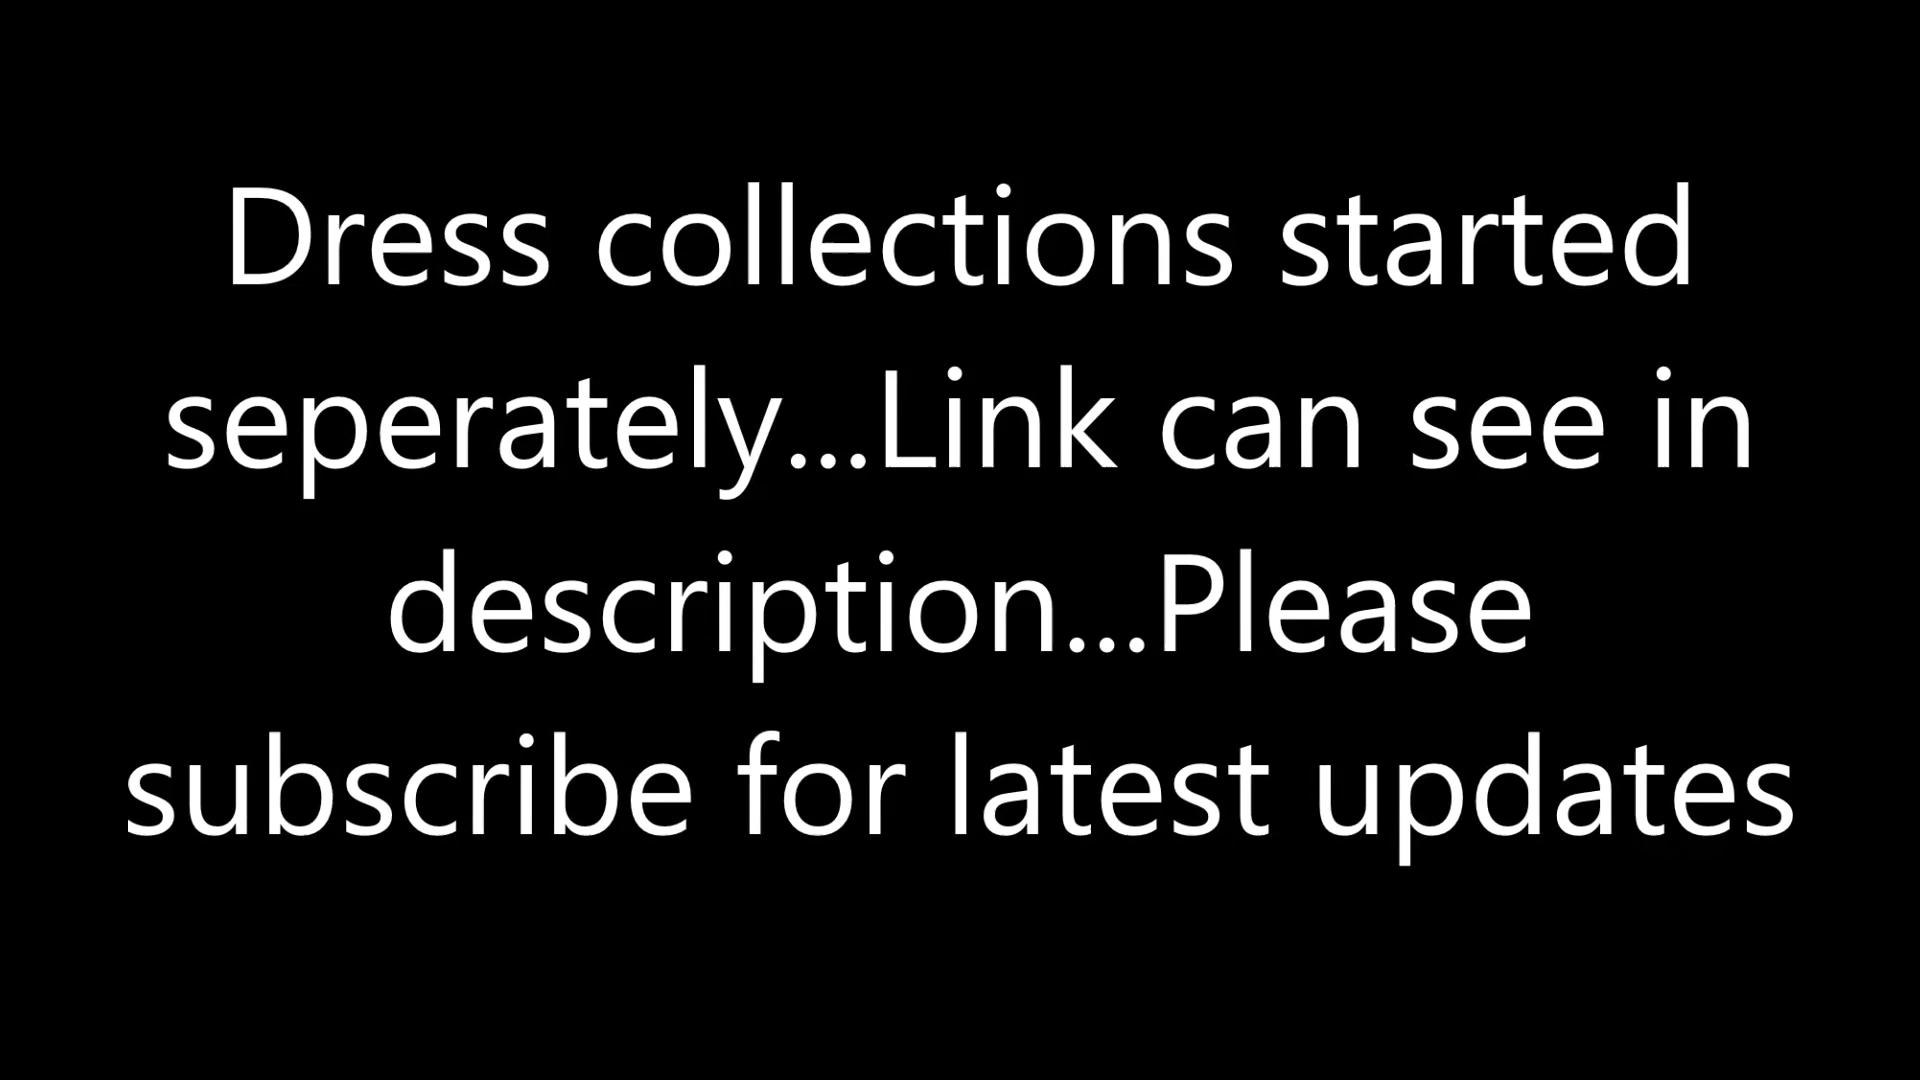 Dress collections started
seperately...Link can see in
description...Please
subscribe for latest updates